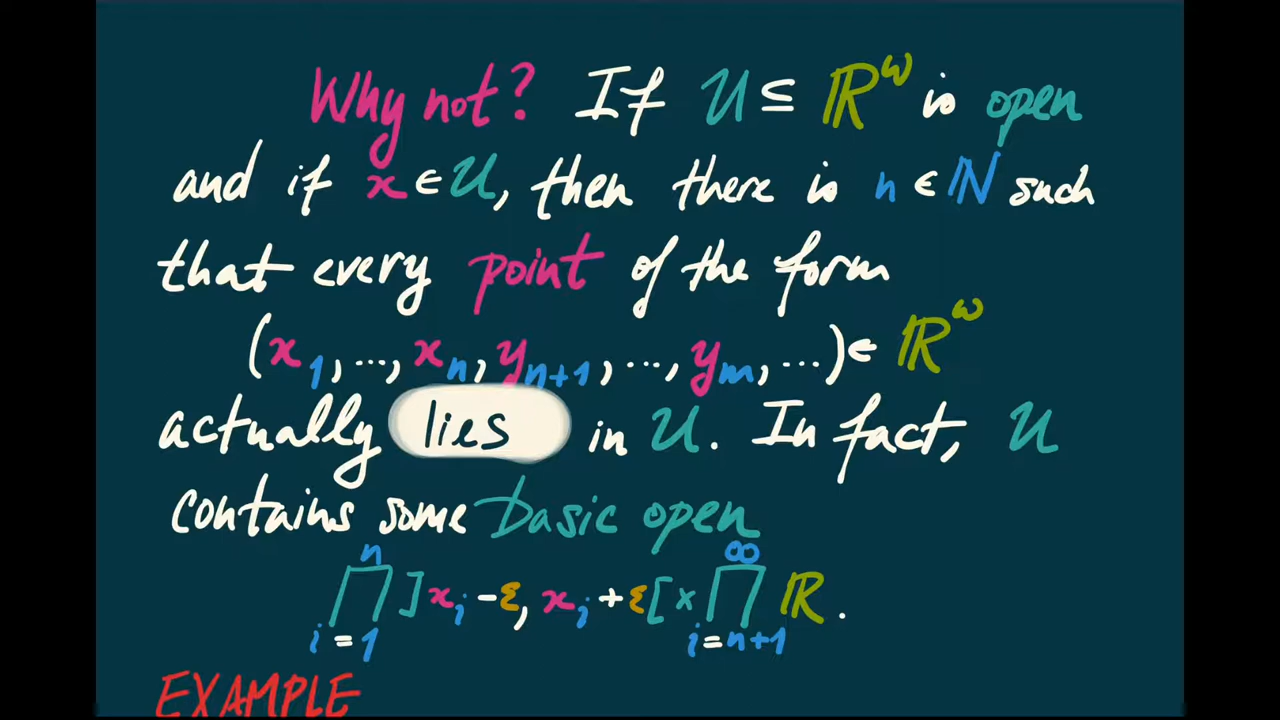 Why not? If U ⊆ ℝ^ω is open
and if x ∈ U, then there is n ∈ ℕ such
that every point of the form
(x_1, ..., x_n, y_{n+1}, ..., y_m, ...) ∈ ℝ^ω
actually lies in U. In fact, U
contains some basic open
∏_{i=1}^{n} ]x_i - ε, x_i + ε[ × ∏_{i=n+1}^{∞} ℝ.
EXAMPLE